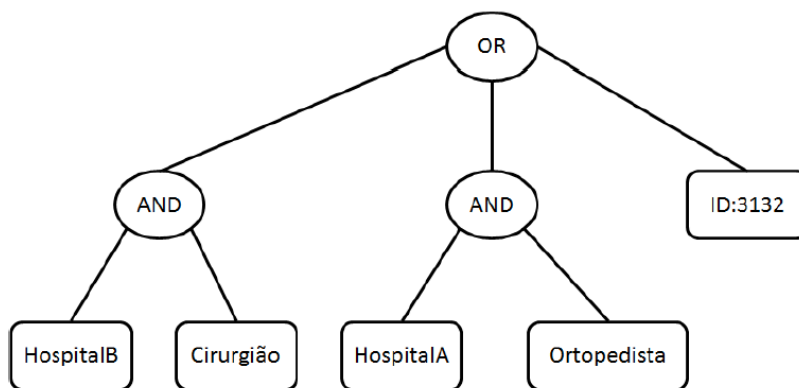 OR
AND
AND
ID:3132
HospitalB
Cirurgião
HospitalA
Ortopedista